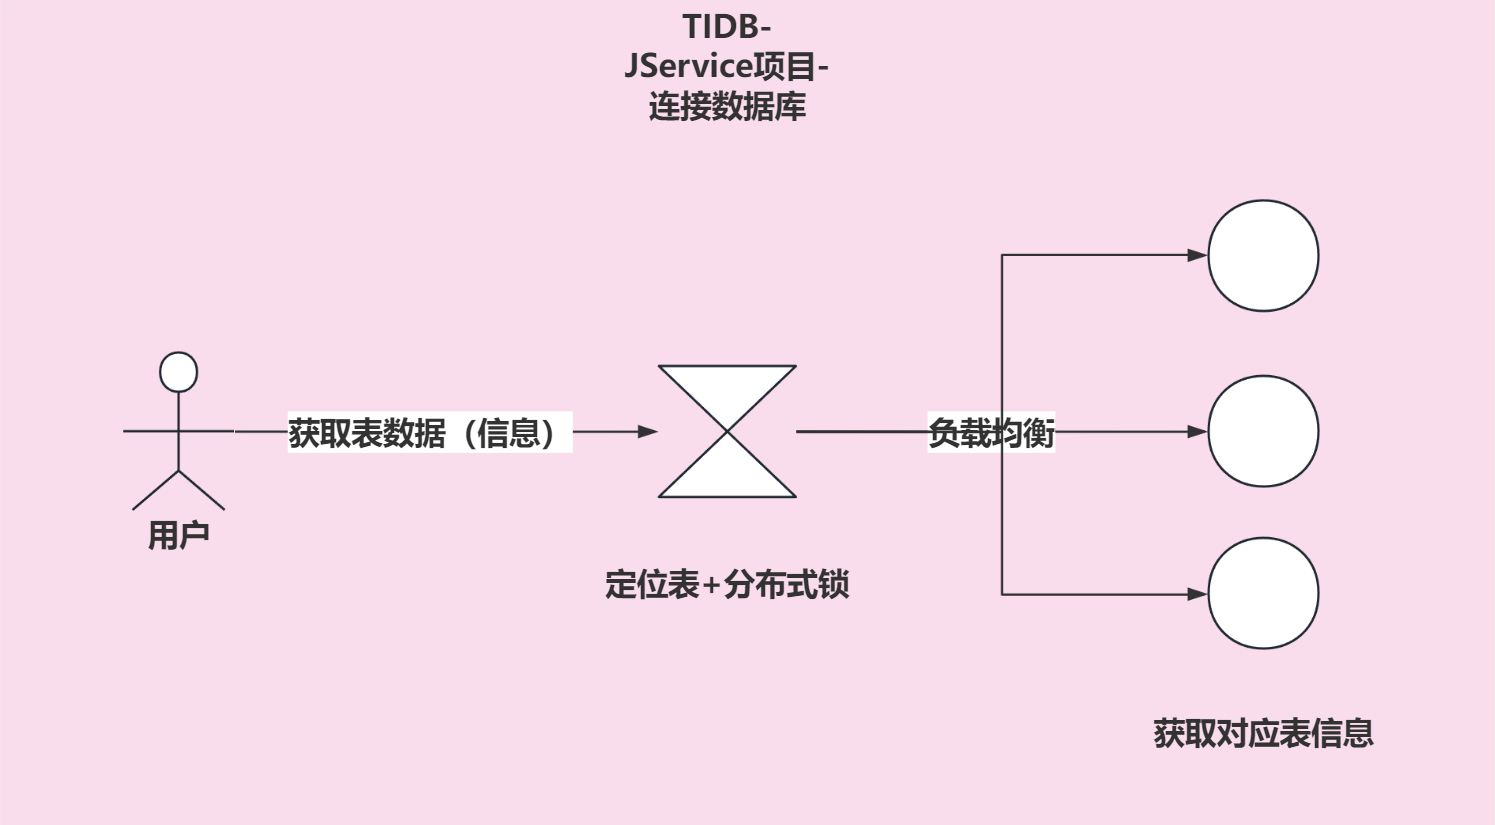 TIDB-
JService项目-
连接数据库
获取表数据（信息）
负载均衡
用户
定位表+分布式锁
获取对应表信息